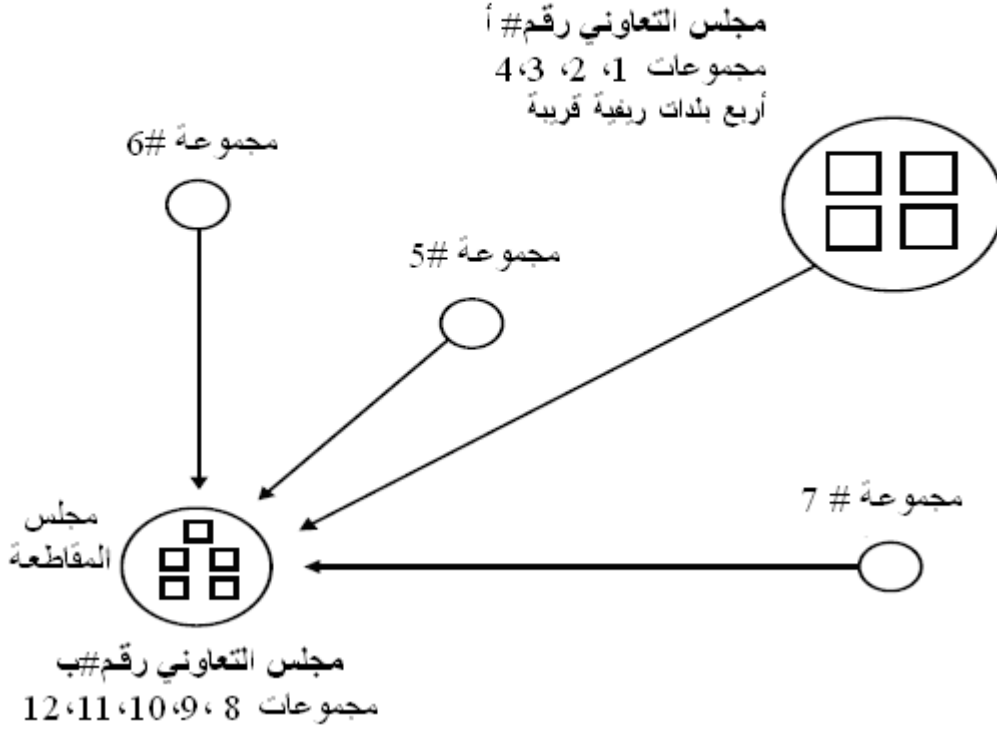 مجلس التعاوني رقم# أ
مجموعات 1، 2، 3،4
أربع بلدات ريفية قريبة
مجموعة #6
مجموعة #5
مجموعة # 7
مجلس
المقاطعة
مجلس التعاوني رقم#ب
مجموعات 8 ،9،10،11،12